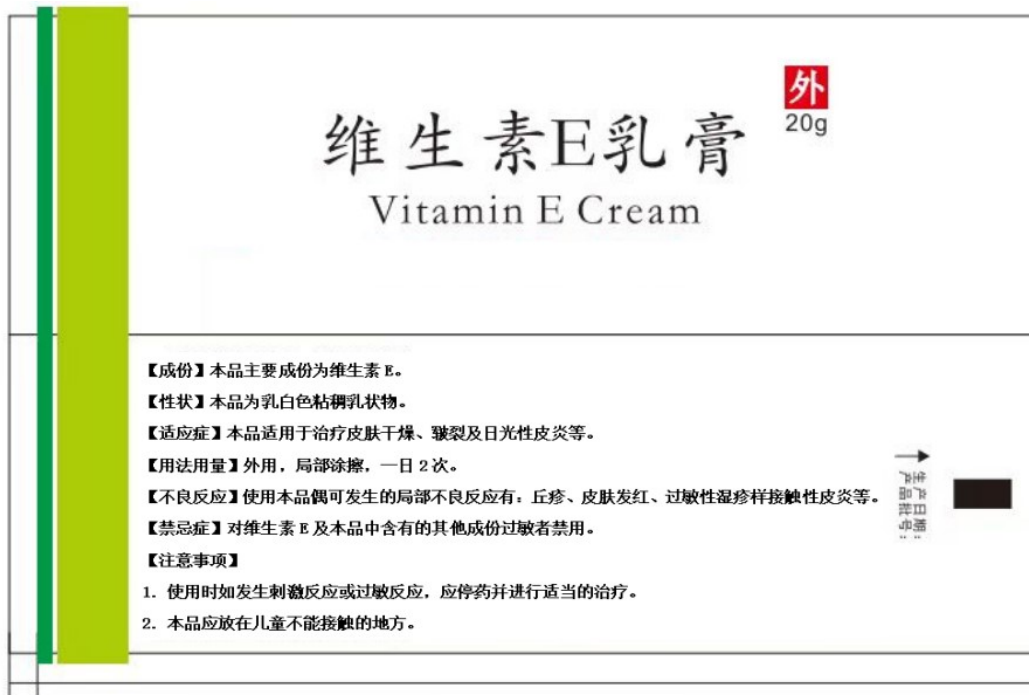 外
20g
维生素E乳膏
Vitamin E Cream
【成份】本品主要成份为维生素E。
【性状】本品为乳白色粘稠乳状物。
【适应症】本品适用于治疗皮肤干燥、皲裂及日光性皮炎等。
【用法用量】外用，局部涂擦，一日2次。
【不良反应】使用本品偶可发生的局部不良反应有：丘疹、皮肤发红、过敏性湿疹样接触性皮炎等。
【禁忌症】对维生素E及本品中含有的其他成份过敏者禁用。
【注意事项】
1. 使用时如发生刺激反应或过敏反应，应停药并进行适当的治疗。
2. 本品应放在儿童不能接触的地方。
生产日期：
产品批号：